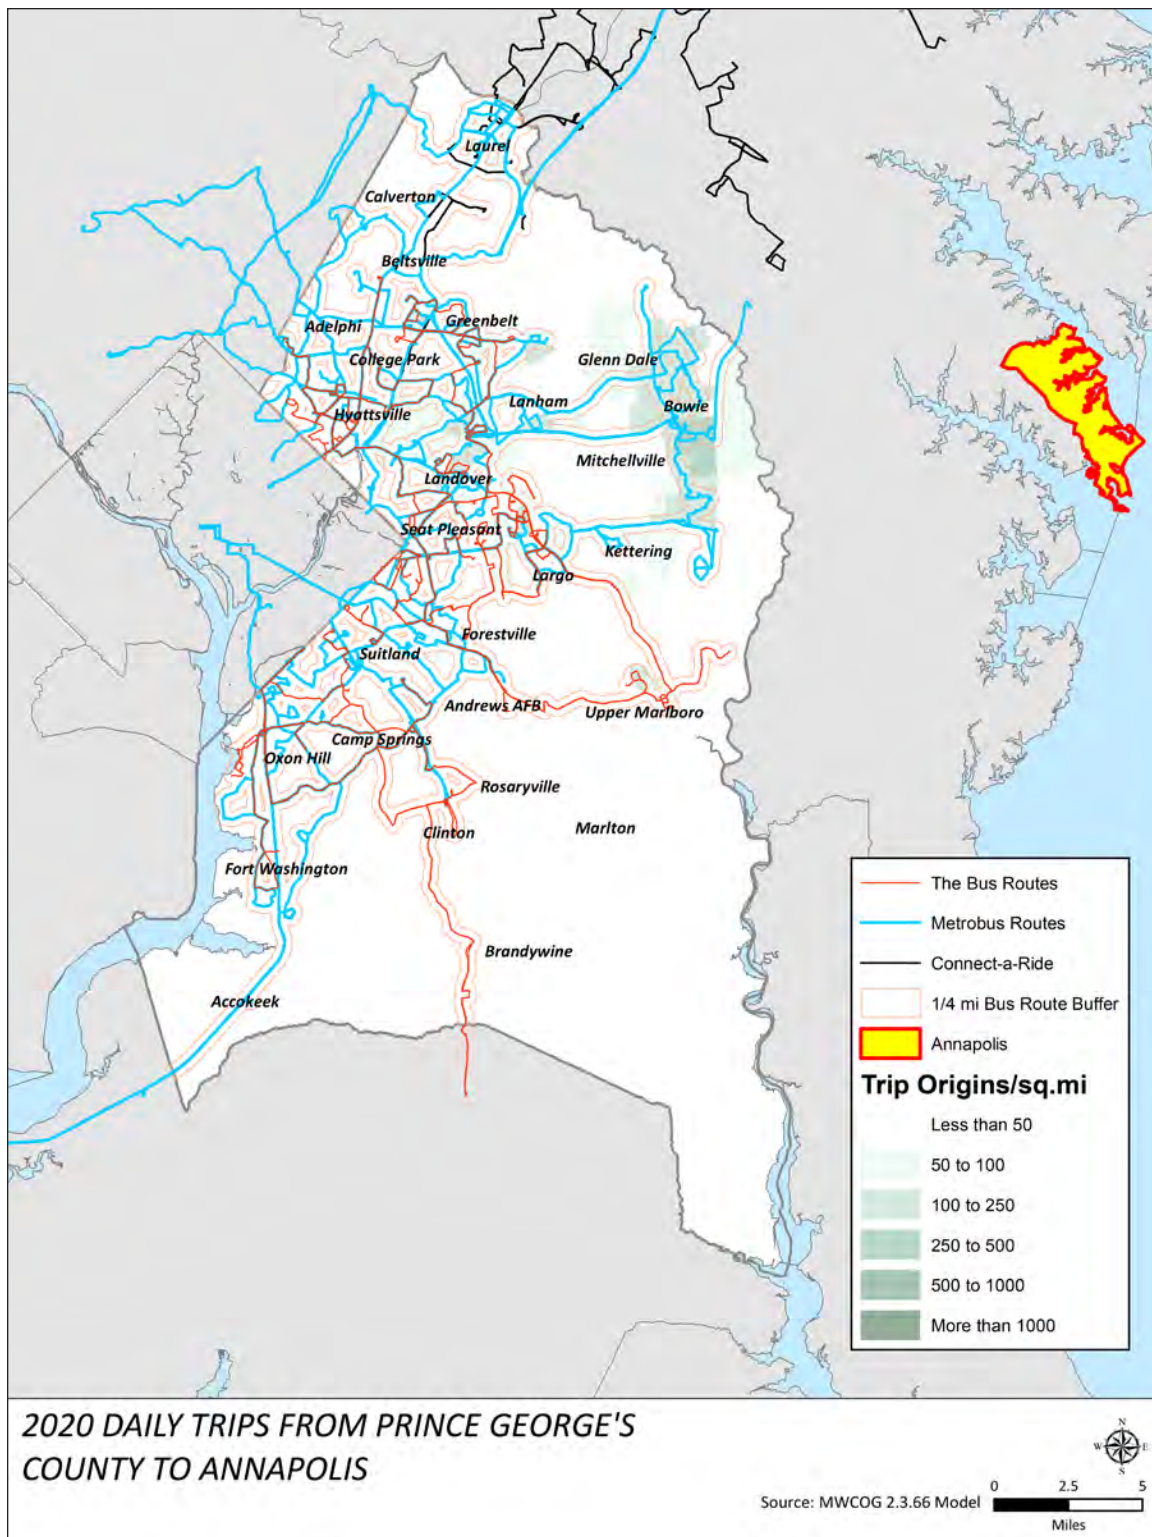 Laurel
Calverton
Beltsville
Adelphi
Greenbelt
College Park
Glenn Dale
Hyattsville
Lanham
Bowie
Mitchellville
Landover
Seat Pleasant
Kettering
Largo
Forestville
Suitland
Andrews AFB
Upper Marlboro
Camp Springs
Oxon Hill
Rosaryville
Clinton
Marlton
Fort Washington
Brandywine
Accokeek
The Bus Routes
Metrobus Routes
Connect-a-Ride
1/4 mi Bus Route Buffer
Annapolis
Trip Origins/sq.mi
Less than 50
50 to 100
100 to 250
250 to 500
500 to 1000
More than 1000
2020 DAILY TRIPS FROM PRINCE GEORGE'S
COUNTY TO ANNAPOLIS
N
W E
S
Source: MWCOG 2.3.66 Model
0 2.5 5
Miles